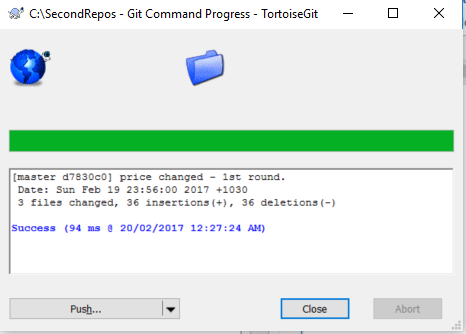 C:\SecondRepos - Git Command Progress - TortoiseGit
[master d7830c0] price changed - 1st round.
Date: Sun Feb 19 23:56:00 2017 +1030
3 files changed, 36 insertions(+), 36 deletions(-)
Success (94 ms @ 20/02/2017 12:27:24 AM)
Push...
Close
Abort